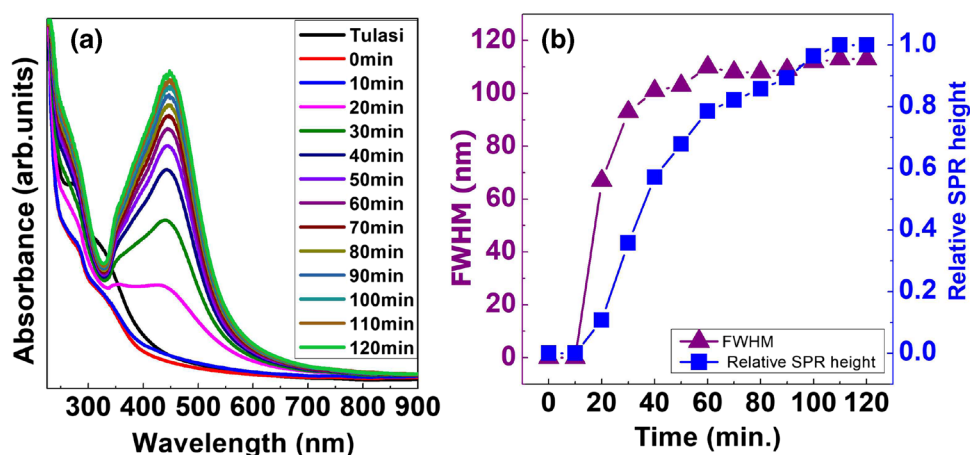 (a)
Tulasi
0min
10min
20min
30min
40min
50min
60min
70min
80min
90min
100min
110min
120min
Absorbance (arb.units)
300 400 500 600 700 800 900
Wavelength (nm)
(b)
120
100
80
60
40
20
0
FWHM (nm)
1.0
0.8
0.6
0.4
0.2
0.0
Relative SPR height
FWHM
Relative SPR height
0 20 40 60 80 100 120
Time (min.)